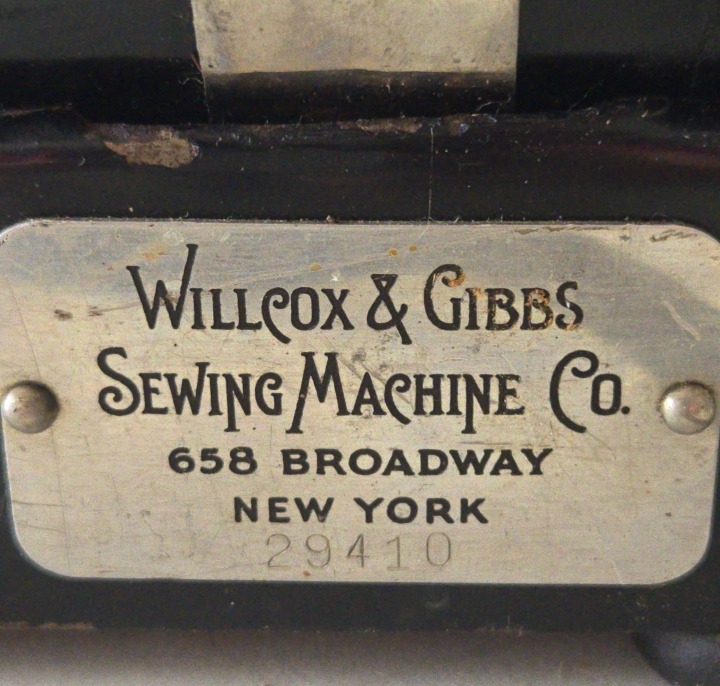 WILLCOX & GIBBS
SEWING MACHINE CO.
658 BROADWAY
NEW YORK
29410